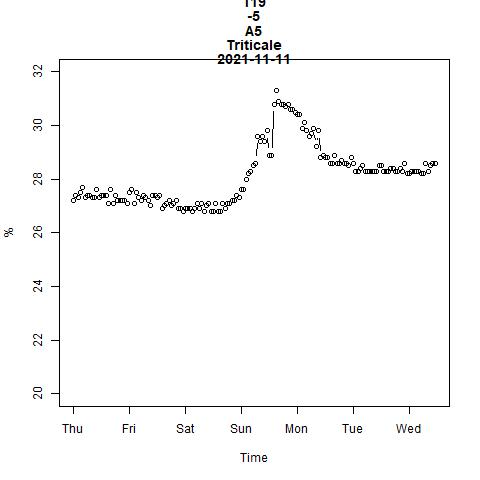 T19
-5
A5
Triticale
2021-11-11
%
32
30
28
26
24
22
20
Thu Fri Sat Sun Mon Tue Wed
Time